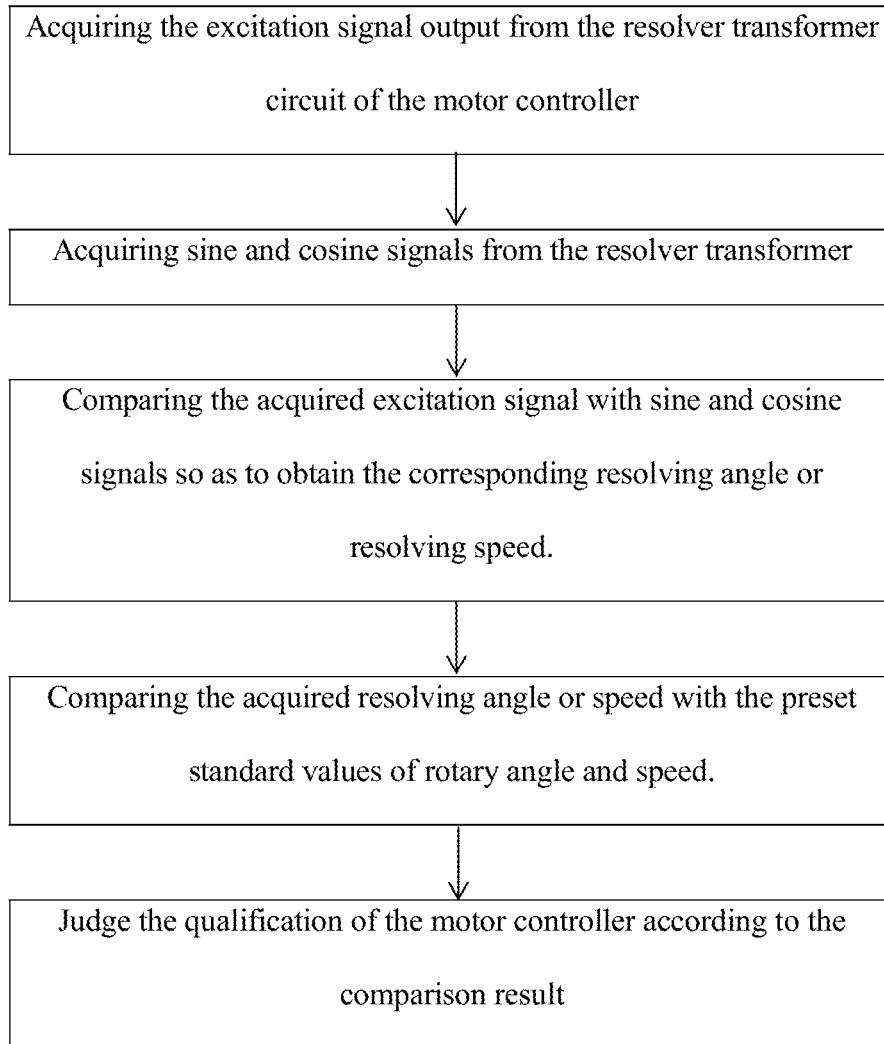 Acquiring the excitation signal output from the resolver transformer
circuit of the motor controller
Acquiring sine and cosine signals from the resolver transformer
Comparing the acquired excitation signal with sine and cosine
signals so as to obtain the corresponding resolving angle or
resolving speed.
Comparing the acquired resolving angle or speed with the preset
standard values of rotary angle and speed.
Judge the qualification of the motor controller according to the
comparison result